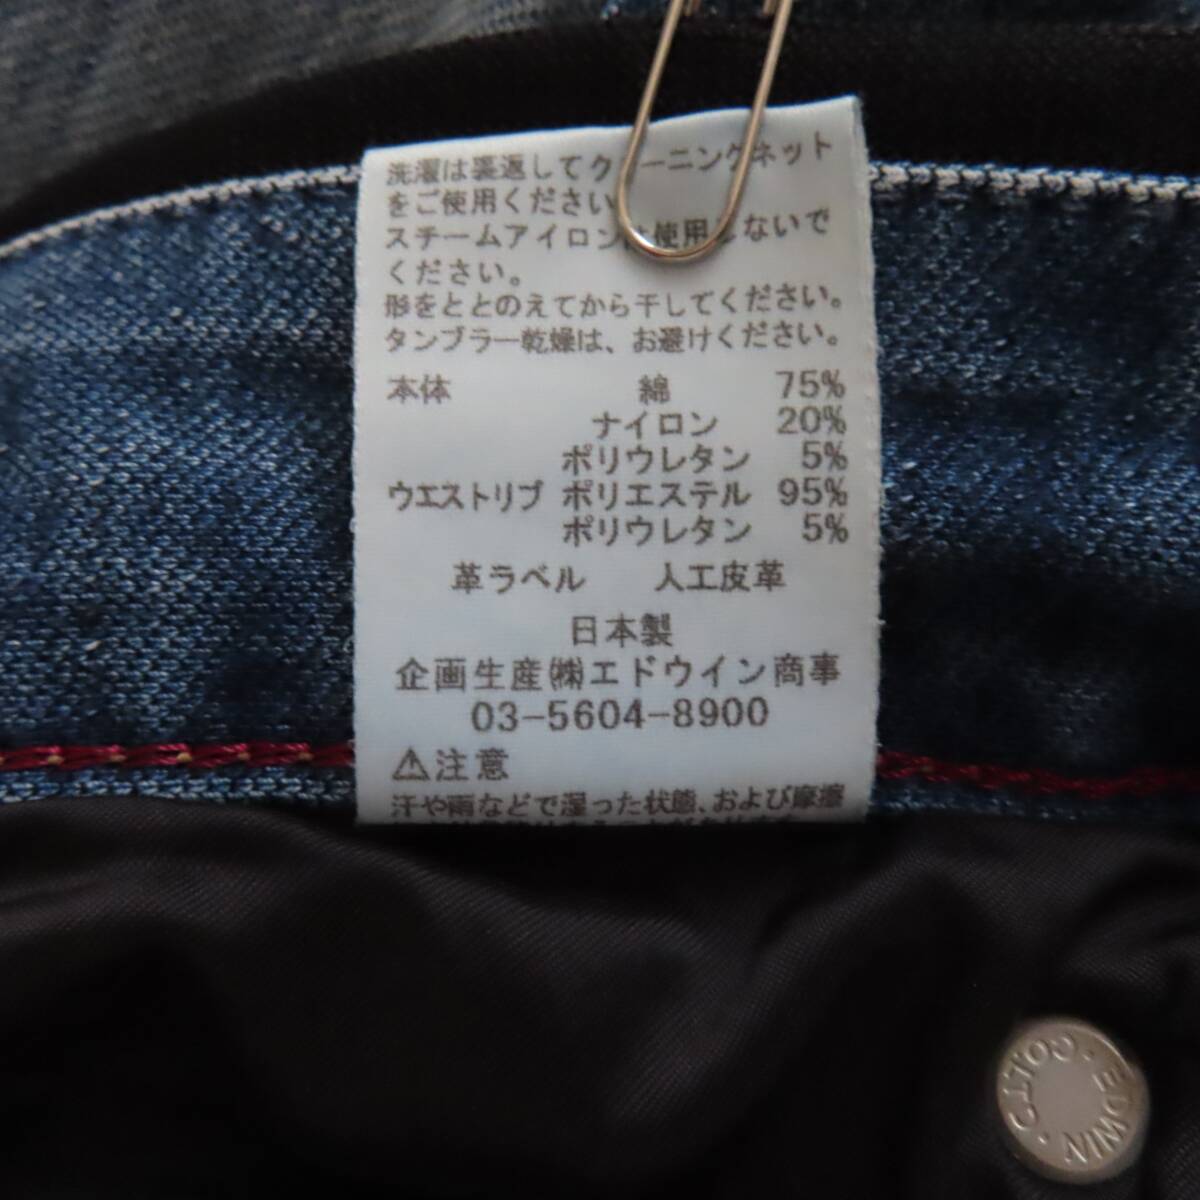 洗濯は裏返してクリーニングネット
をご使用ください。
スチームアイロンは使用しないで
ください。
形をととのえてから干してください。
タンブラー乾燥は、お避けください。
本体 綿 75%
ナイロン 20%
ポリウレタン 5%
ウエストリブ ポリエステル 95%
ポリウレタン 5%
革ラベル 人工皮革
日本製
企画生産㈱エドウイン商事
03-5604-8900
⚠注意
汗や雨などで湿った状態、および摩擦
EDWIN・COLTD・